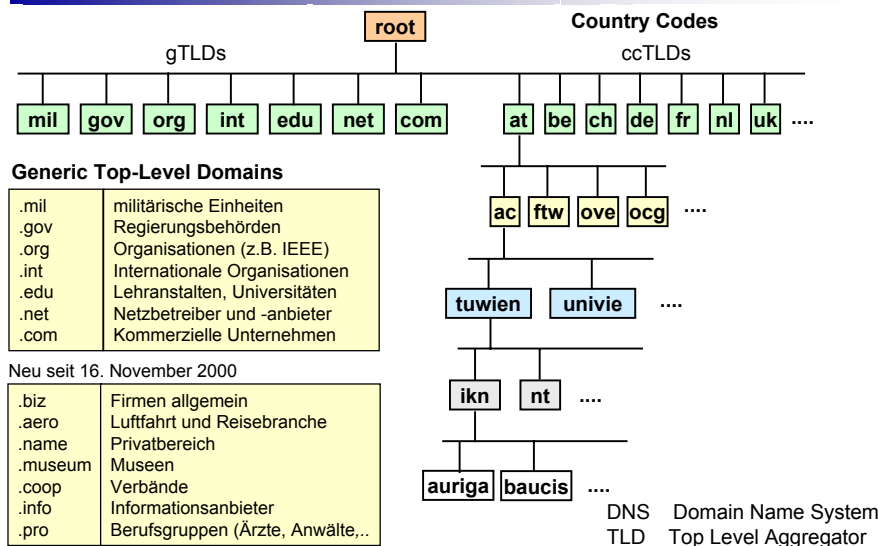 root
Country Codes
gTLDs ccTLDs
mil gov org int edu net com at be ch de fr nl uk ....
Generic Top-Level Domains
.mil militärische Einheiten
.gov Regierungsbehörden
.org Organisationen (z.B. IEEE)
.int Internationale Organisationen
.edu Lehranstalten, Universitäten
.net Netzbetreiber und -anbieter
.com Kommerzielle Unternehmen
Neu seit 16. November 2000
.biz Firmen allgemein
.aero Luftfahrt und Reisebranche
.name Privatbereich
.museum Museen
.coop Verbände
.info Informationsanbieter
.pro Berufsgruppen (Ärzte, Anwälte,..
ac ftw ove ocg ....
tuwien univie ....
ikn nt ....
auriga baucis ....
DNS Domain Name System
TLD Top Level Aggregator